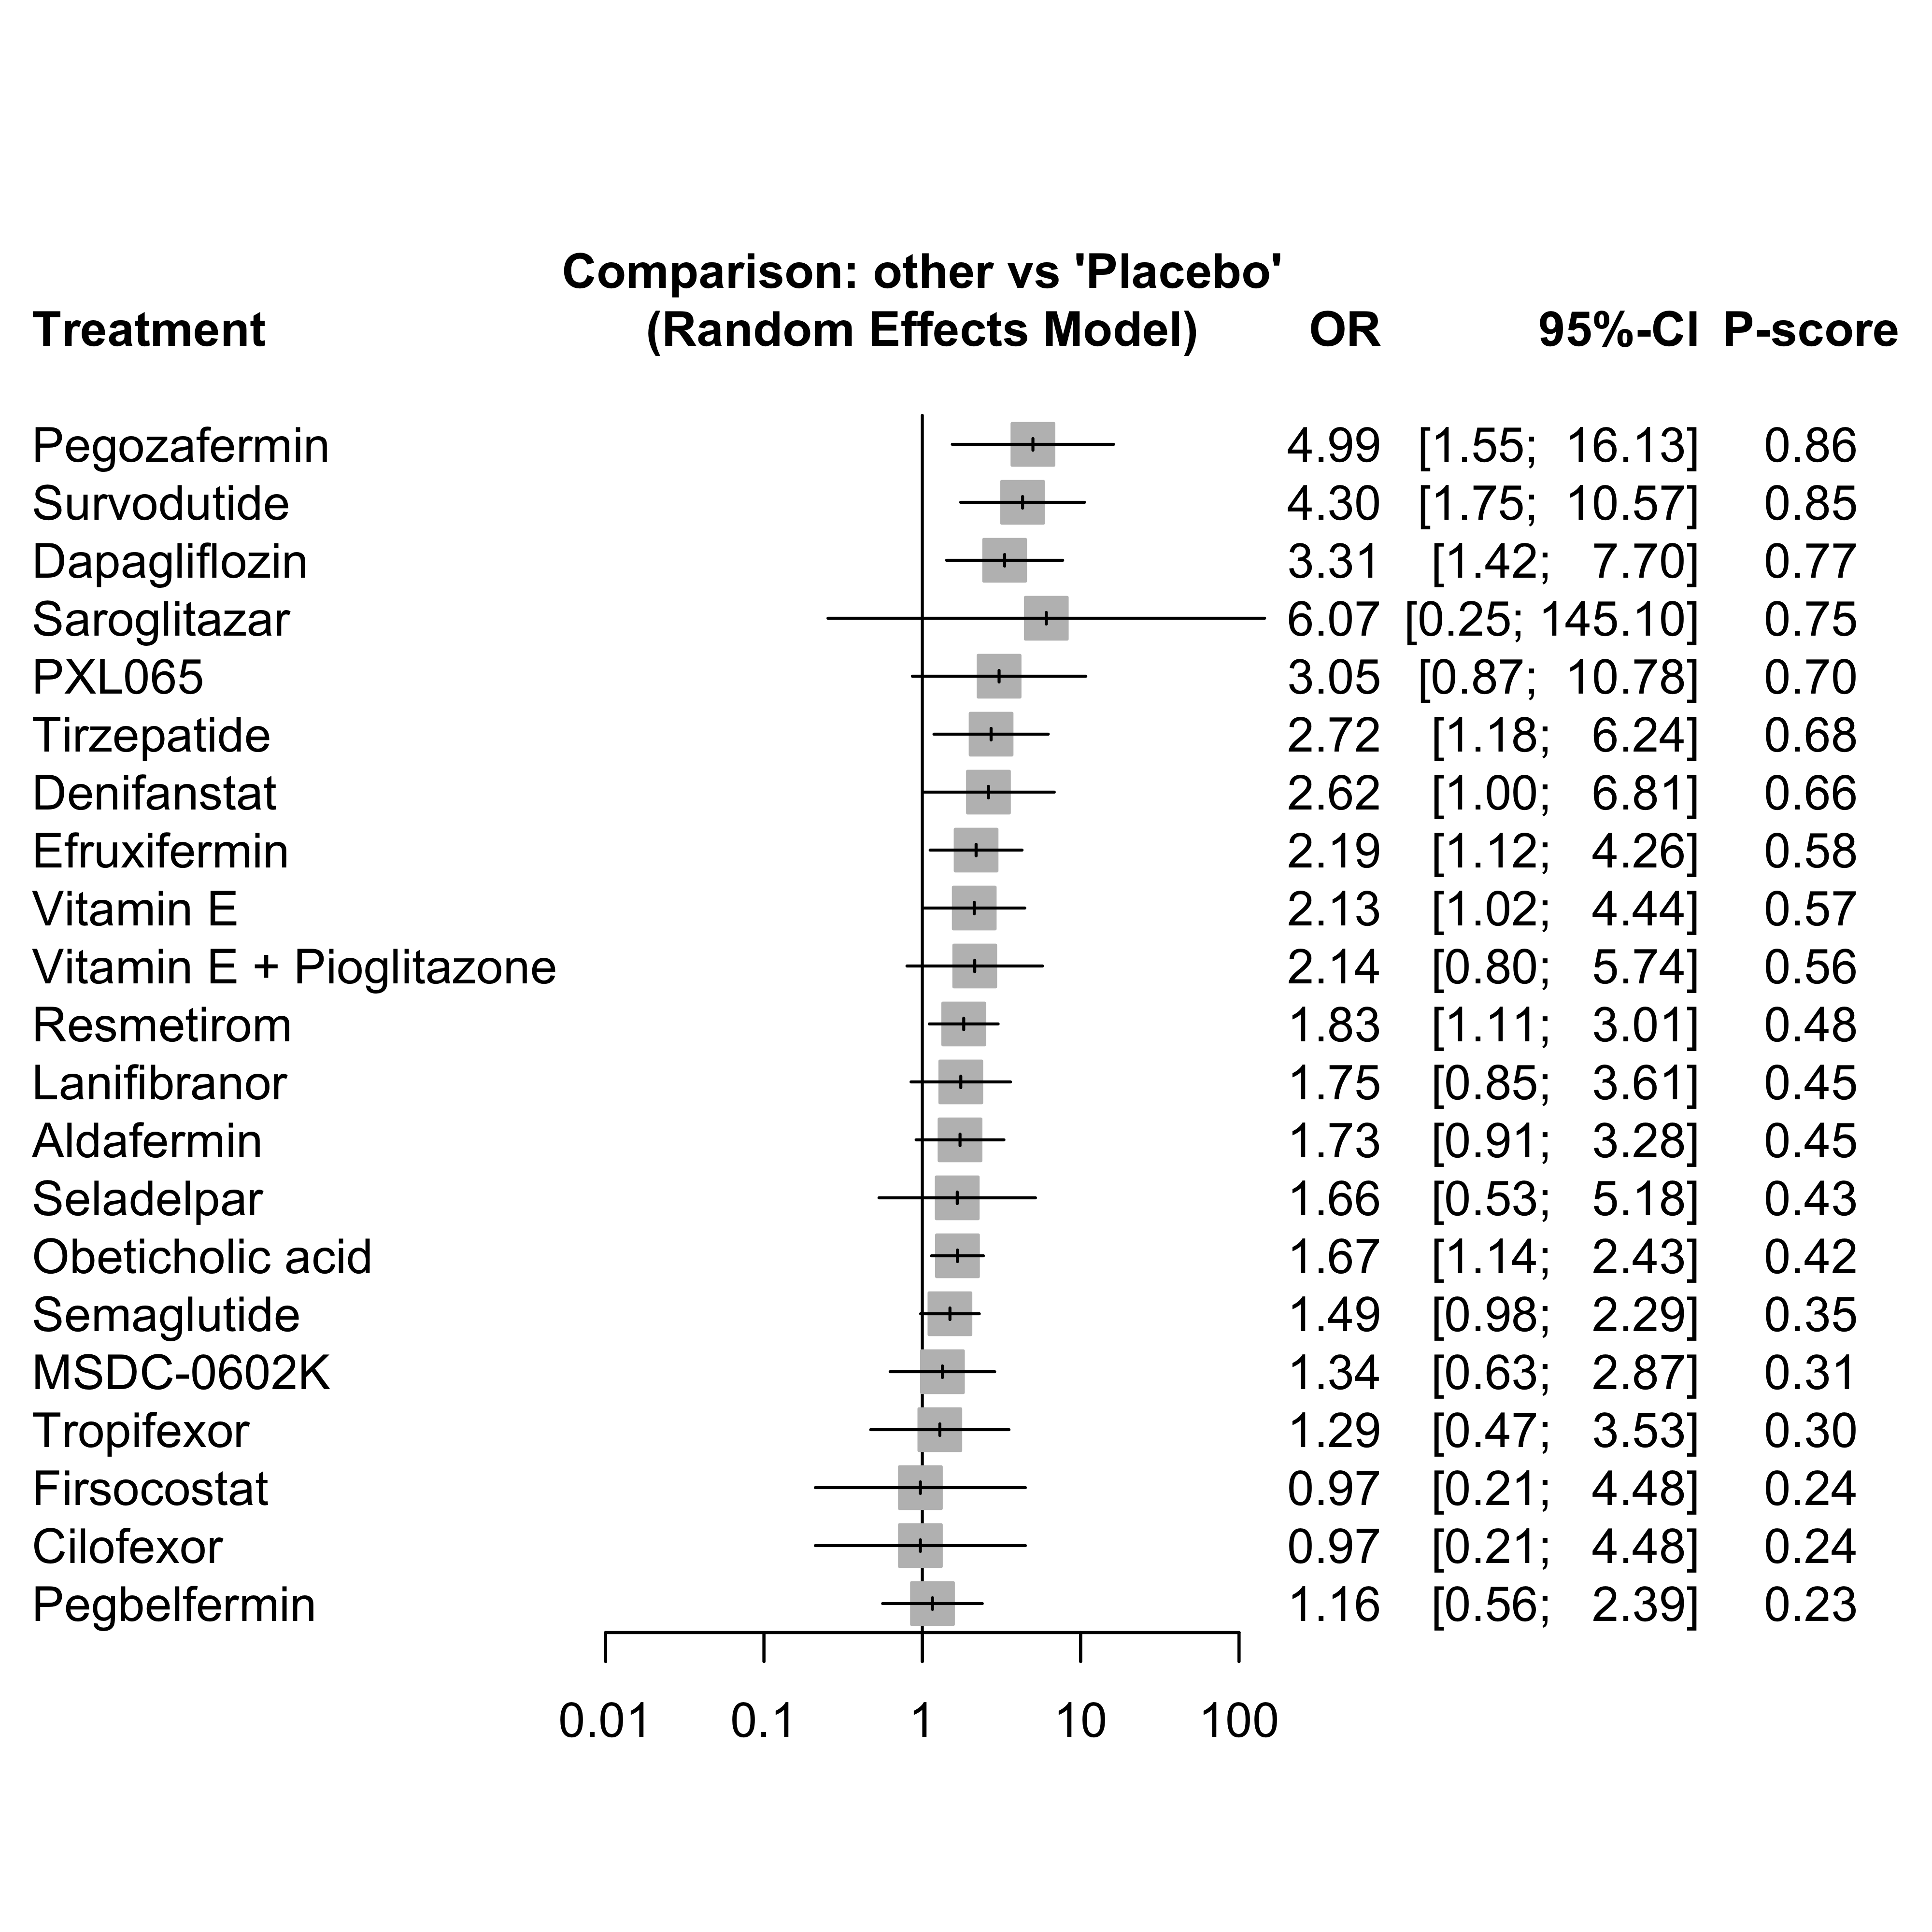 Comparison: other vs 'Placebo'
Treatment (Random Effects Model) OR 95%-CI P-score
Pegozafermin 4.99 [1.55; 16.13] 0.86
Survodutide 4.30 [1.75; 10.57] 0.85
Dapagliflozin 3.31 [1.42; 7.70] 0.77
Saroglitazar 6.07 [0.25; 145.10] 0.75
PXL065 3.05 [0.87; 10.78] 0.70
Tirzepatide 2.72 [1.18; 6.24] 0.68
Denifanstat 2.62 [1.00; 6.81] 0.66
Efruxifermin 2.19 [1.12; 4.26] 0.58
Vitamin E 2.13 [1.02; 4.44] 0.57
Vitamin E + Pioglitazone 2.14 [0.80; 5.74] 0.56
Resmetirom 1.83 [1.11; 3.01] 0.48
Lanifibranor 1.75 [0.85; 3.61] 0.45
Aldafermin 1.73 [0.91; 3.28] 0.45
Seladelpar 1.66 [0.53; 5.18] 0.43
Obeticholic acid 1.67 [1.14; 2.43] 0.42
Semaglutide 1.49 [0.98; 2.29] 0.35
MSDC-0602K 1.34 [0.63; 2.87] 0.31
Tropifexor 1.29 [0.47; 3.53] 0.30
Firsocostat 0.97 [0.21; 4.48] 0.24
Cilofexor 0.97 [0.21; 4.48] 0.24
Pegbelfermin 1.16 [0.56; 2.39] 0.23
0.01 0.1 1 10 100